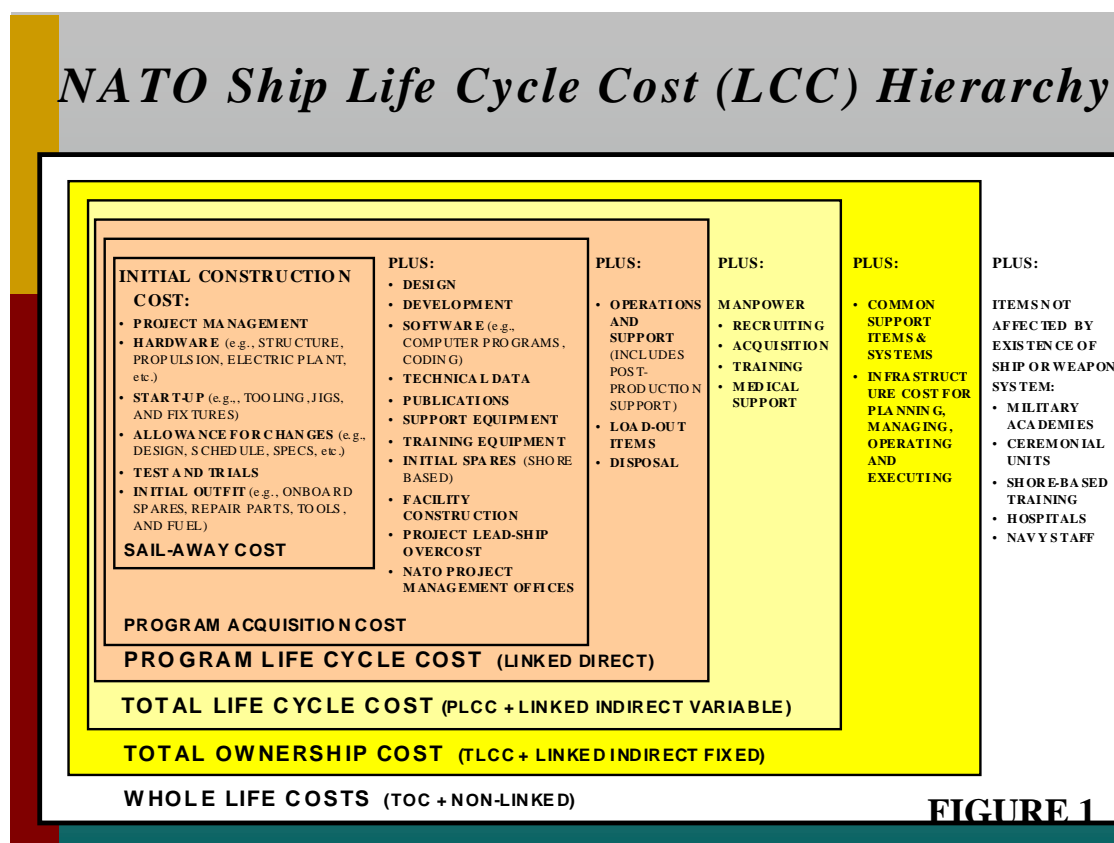 NATO Ship Life Cycle Cost (LCC) Hierarchy
INITIAL CONSTRUCTION
COST:
• PROJECT MANAGEMENT
• HARDWARE (e.g., STRUCTURE,
PROPULSION, ELECTRIC PLANT,
etc.)
• START-UP (e.g., TOOLING, JIGS,
AND FIXTURES)
• ALLOWANCE FOR CHANGES (e.g.,
DESIGN, SCHEDULE, SPECS, etc.)
• TEST AND TRIALS
• INITIAL OUTFIT (e.g., ONBOARD
SPARES, REPAIR PARTS, TOOLS,
AND FUEL)
SAIL-AWAY COST
PLUS:
• DESIGN
• DEVELOPMENT
• SOFTWARE (e.g.,
COMPUTER PROGRAMS,
CODING)
• TECHNICAL DATA
• PUBLICATIONS
• SUPPORT EQUIPMENT
• TRAINING EQUIPMENT
• INITIAL SPARES (SHORE
BASED)
• FACILITY
CONSTRUCTION
• PROJECT LEAD-SHIP
OVERCOST
• NATO PROJECT
MANAGEMENT OFFICES
PROGRAM ACQUISITION COST
PLUS:
• OPERATIONS
AND
SUPPORT
(INCLUDES
POST-
PRODUCTION
SUPPORT)
• LOAD-OUT
ITEMS
• DISPOSAL
PROGRAM LIFE CYCLE COST (LINKED DIRECT)
PLUS:
MANPOWER
• RECRUITING
• ACQUISITION
• TRAINING
• MEDICAL
SUPPORT
TOTAL LIFE CYCLE COST (PLCC + LINKED INDIRECT VARIABLE)
PLUS:
• COMMON
SUPPORT
ITEMS &
SYSTEMS
• INFRASTRUCT
URE COST FOR
PLANNING,
MANAGING,
OPERATING
AND
EXECUTING
TOTAL OWNERSHIP COST (TLCC + LINKED INDIRECT FIXED)
PLUS:
ITEMS NOT
AFFECTED BY
EXISTENCE OF
SHIP OR WEAPON
SYSTEM:
• MILITARY
ACADEMIES
• CEREMONIAL
UNITS
• SHORE-BASED
TRAINING
• HOSPITALS
• NAVY STAFF
WHOLE LIFE COSTS (TOC + NON-LINKED)
FIGURE 1